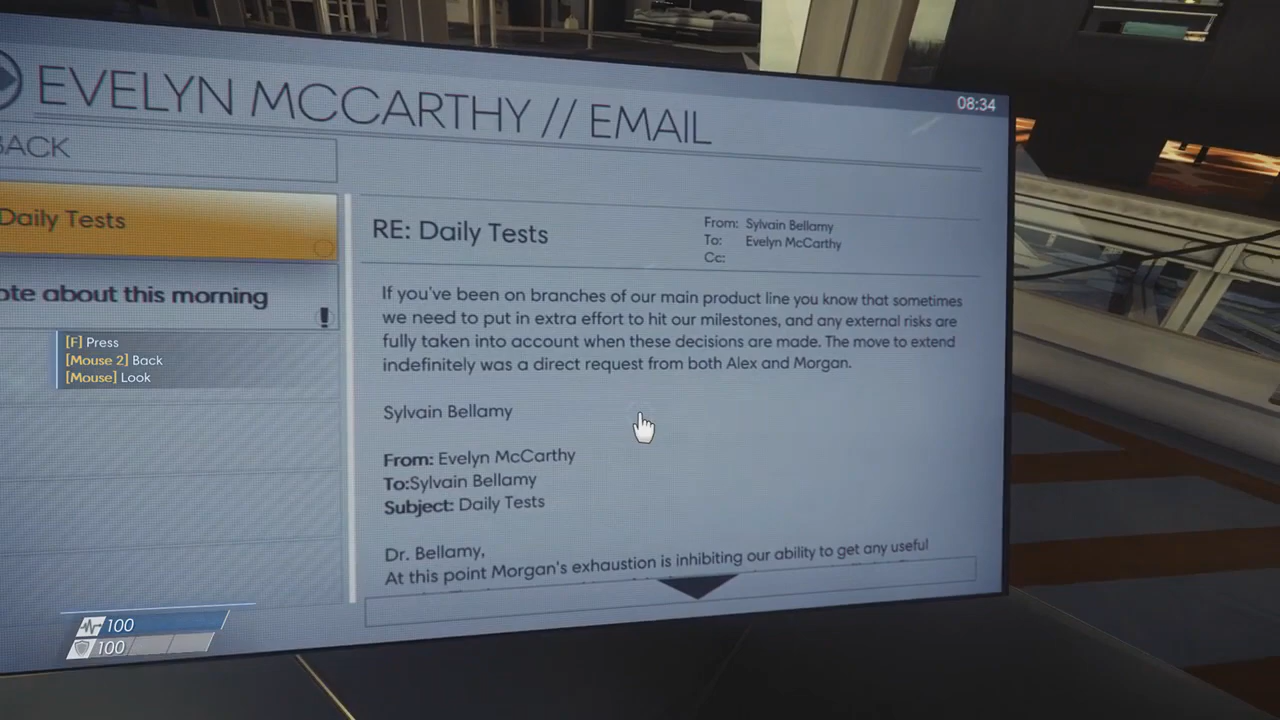 EVELYN MCCARTHY // EMAIL
08:34
BACK
Daily Tests
RE: Daily Tests
From: Sylvain Bellamy
To: Evelyn McCarthy
Cc:
ote about this morning
!
[F] Press
[Mouse 2] Back
[Mouse] Look
If you've been on branches of our main product line you know that sometimes
we need to put in extra effort to hit our milestones, and any external risks are
fully taken into account when these decisions are made. The move to extend
indefinitely was a direct request from both Alex and Morgan.
Sylvain Bellamy
From: Evelyn McCarthy
To:Sylvain Bellamy
Subject: Daily Tests
Dr. Bellamy,
At this point Morgan's exhaustion is inhibiting our ability to get any useful
100
100